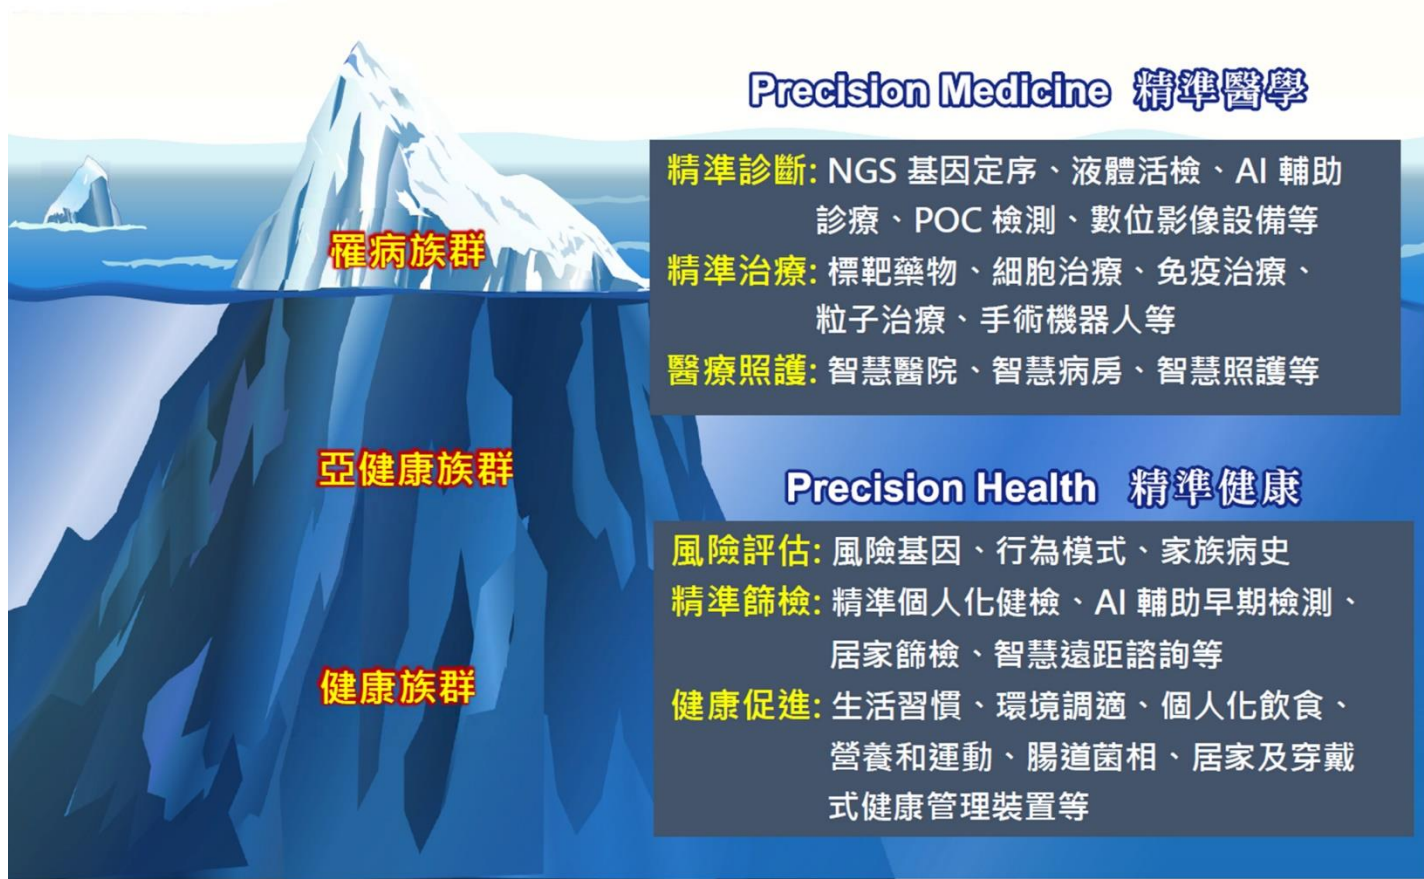 Precision Medicine 精準醫學
精準診斷: NGS 基因定序、液體活檢、AI 輔助
診療、POC 檢測、數位影像設備等
精準治療: 標靶藥物、細胞治療、免疫治療、
粒子治療、手術機器人等
醫療照護: 智慧醫院、智慧病房、智慧照護等
罹病族群
亞健康族群
健康族群
Precision Health 精準健康
風險評估: 風險基因、行為模式、家族病史
精準篩檢: 精準個人化健檢、AI 輔助早期檢測、
居家篩檢、智慧遠距諮詢等
健康促進: 生活習慣、環境調適、個人化飲食、
營養和運動、腸道菌相、居家及穿戴
式健康管理裝置等